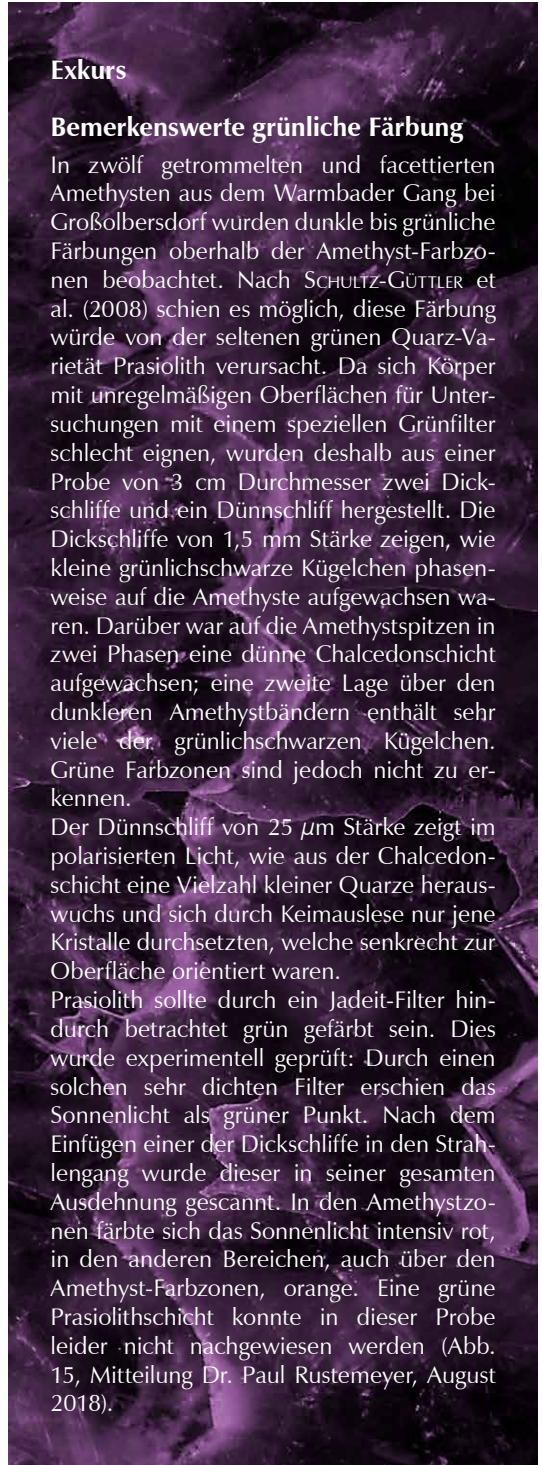 Exkurs
Bemerkenswerte grünliche Färbung
In zwölf getrommelten und facettierten
Amethysten aus dem Warmbader Gang bei
Großolbersdorf wurden dunkle bis grünliche
Färbungen oberhalb der Amethyst-Farbzo-
nen beobachtet. Nach SCHULTZ-GÜTTLER et
al. (2008) schien es möglich, diese Färbung
würde von der seltenen grünen Quarz-Va-
rietät Prasiolith verursacht. Da sich Körper
mit unregelmäßigen Oberflächen für Unter-
suchungen mit einem speziellen Grünfilter
schlecht eignen, wurden deshalb aus einer
Probe von 3 cm Durchmesser zwei Dick-
schliffe und ein Dünnschliff hergestellt. Die
Dickschliffe von 1,5 mm Stärke zeigen, wie
kleine grünlichschwarze Kügelchen phasen-
weise auf die Amethyste aufgewachsen wa-
ren. Darüber war auf die Amethystspitzen in
zwei Phasen eine dünne Chalcedonschicht
aufgewachsen; eine zweite Lage über den
dunkleren Amethystbändern enthält sehr
viele der grünlichschwarzen Kügelchen.
Grüne Farbzonen sind jedoch nicht zu er-
kennen.
Der Dünnschliff von 25 µm Stärke zeigt im
polarisierten Licht, wie aus der Chalcedon-
schicht eine Vielzahl kleiner Quarze heraus-
wuchs und sich durch Keimauslese nur jene
Kristalle durchsetzten, welche senkrecht zur
Oberfläche orientiert waren.
Prasiolith sollte durch ein Jadeit-Filter hin-
durch betrachtet grün gefärbt sein. Dies
wurde experimentell geprüft: Durch einen
solchen sehr dichten Filter erschien das
Sonnenlicht als grüner Punkt. Nach dem
Einfügen einer der Dickschliffe in den Strah-
lengang wurde dieser in seiner gesamten
Ausdehnung gescannt. In den Amethystzo-
nen färbte sich das Sonnenlicht intensiv rot,
in den anderen Bereichen, auch über den
Amethyst-Farbzonen, orange. Eine grüne
Prasiolithschicht konnte in dieser Probe
leider nicht nachgewiesen werden (Abb.
15, Mitteilung Dr. Paul Rustemeyer, August
2018).